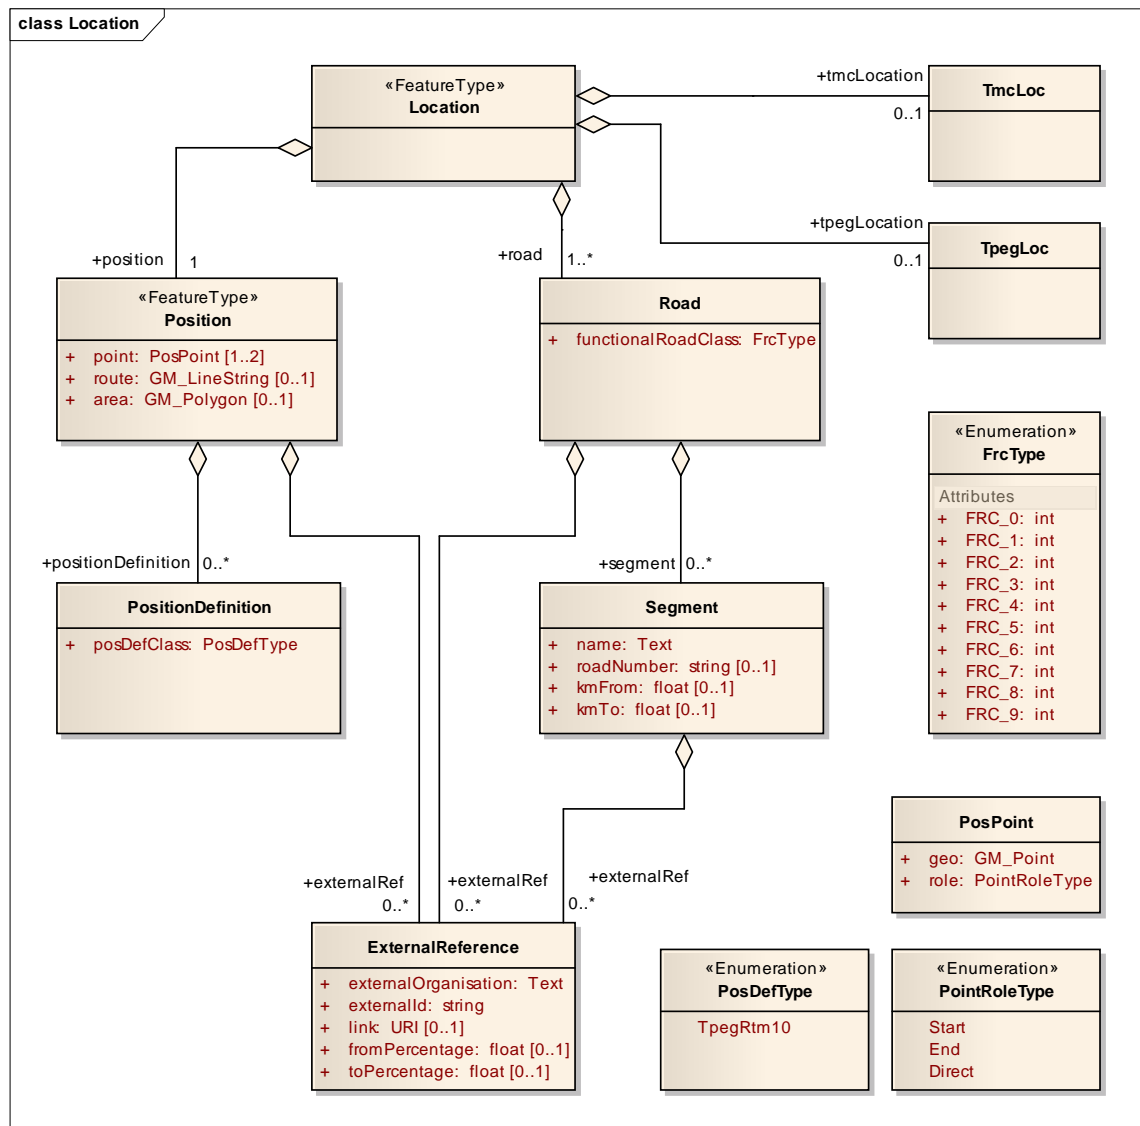 class Location
«FeatureType»
Location
+tmcLocation
0..1
TmcLoc
+tpegLocation
0..1
TpegLoc
+position
1
+road
1..*
«FeatureType»
Position
+ point: PosPoint [1..2]
+ route: GM_LineString [0..1]
+ area: GM_Polygon [0..1]
Road
+ functionalRoadClass: FrcType
«Enumeration»
FrcType
Attributes
+ FRC_0: int
+ FRC_1: int
+ FRC_2: int
+ FRC_3: int
+ FRC_4: int
+ FRC_5: int
+ FRC_6: int
+ FRC_7: int
+ FRC_8: int
+ FRC_9: int
+positionDefinition
0..*
+segment
0..*
PositionDefinition
+ posDefClass: PosDefType
Segment
+ name: Text
+ roadNumber: string [0..1]
+ kmFrom: float [0..1]
+ kmTo: float [0..1]
PosPoint
+ geo: GM_Point
+ role: PointRoleType
+externalRef
0..*
+externalRef
0..*
+externalRef
0..*
ExternalReference
+ externalOrganisation: Text
+ externalId: string
+ link: URI [0..1]
+ fromPercentage: float [0..1]
+ toPercentage: float [0..1]
«Enumeration»
PosDefType
TpegRtm10
«Enumeration»
PointRoleType
Start
End
Direct